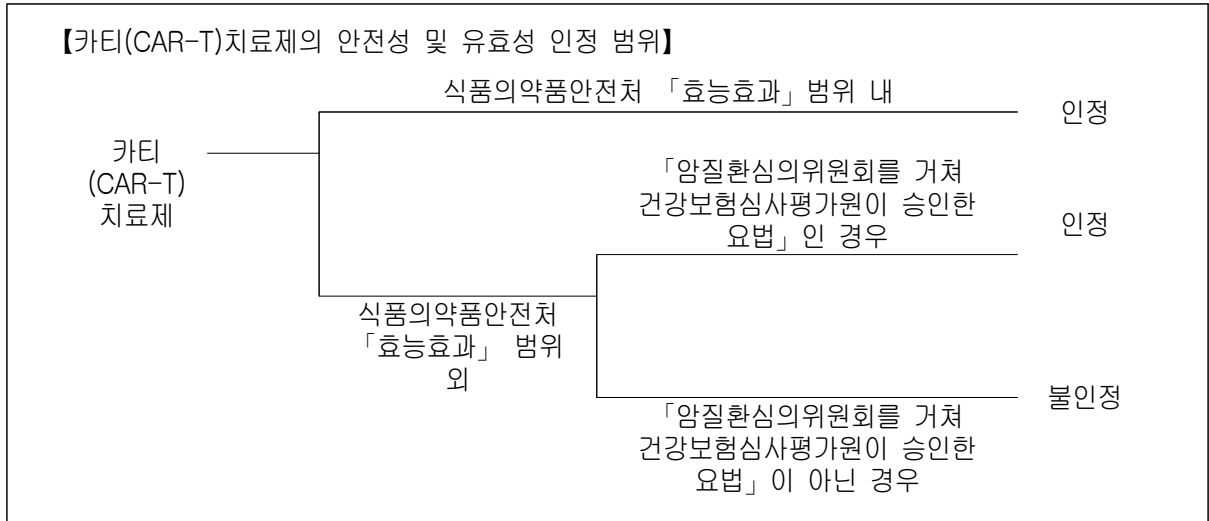 【카티(CAR-T)치료제의 안전성 및 유효성 인정 범위】
식품의약품안전처 「효능효과」범위 내
인정
카티
(CAR-T)
치료제
「암질환심의위원회를 거쳐
건강보험심사평가원이 승인한
요법」인 경우
인정
식품의약품안전처
「효능효과」 범위
외
불인정
「암질환심의위원회를 거쳐
건강보험심사평가원이 승인한
요법」이 아닌 경우